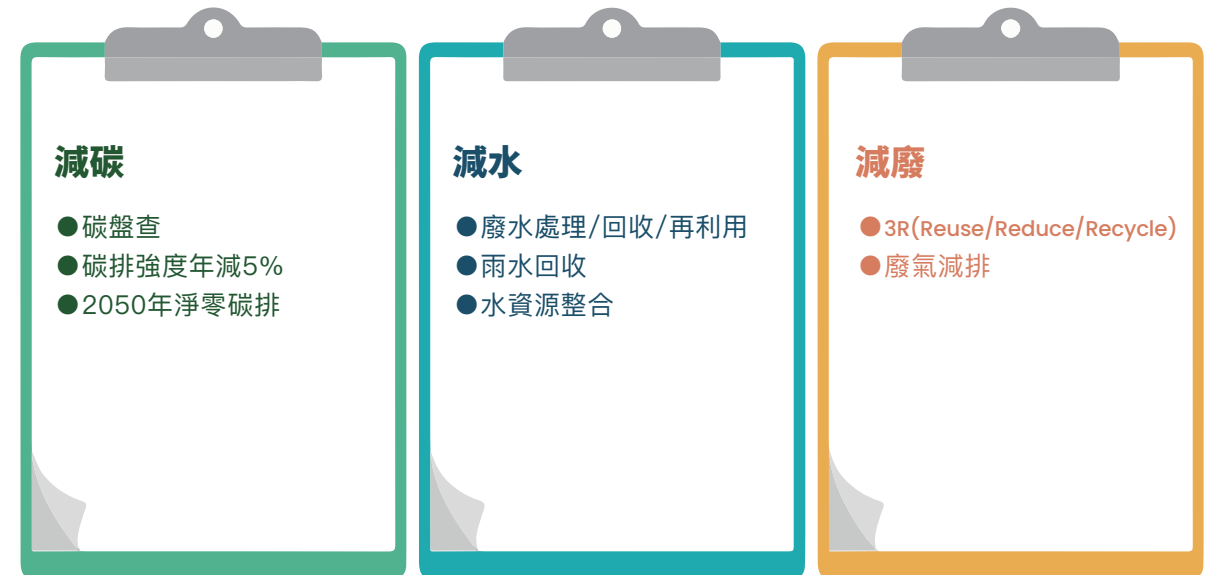 減碳
●碳盤查
●碳排強度年減5%
●2050年淨零碳排
減水
●廢水處理/回收/再利用
●雨水回收
●水資源整合
減廢
●3R(Reuse/Reduce/Recycle)
●廢氣減排